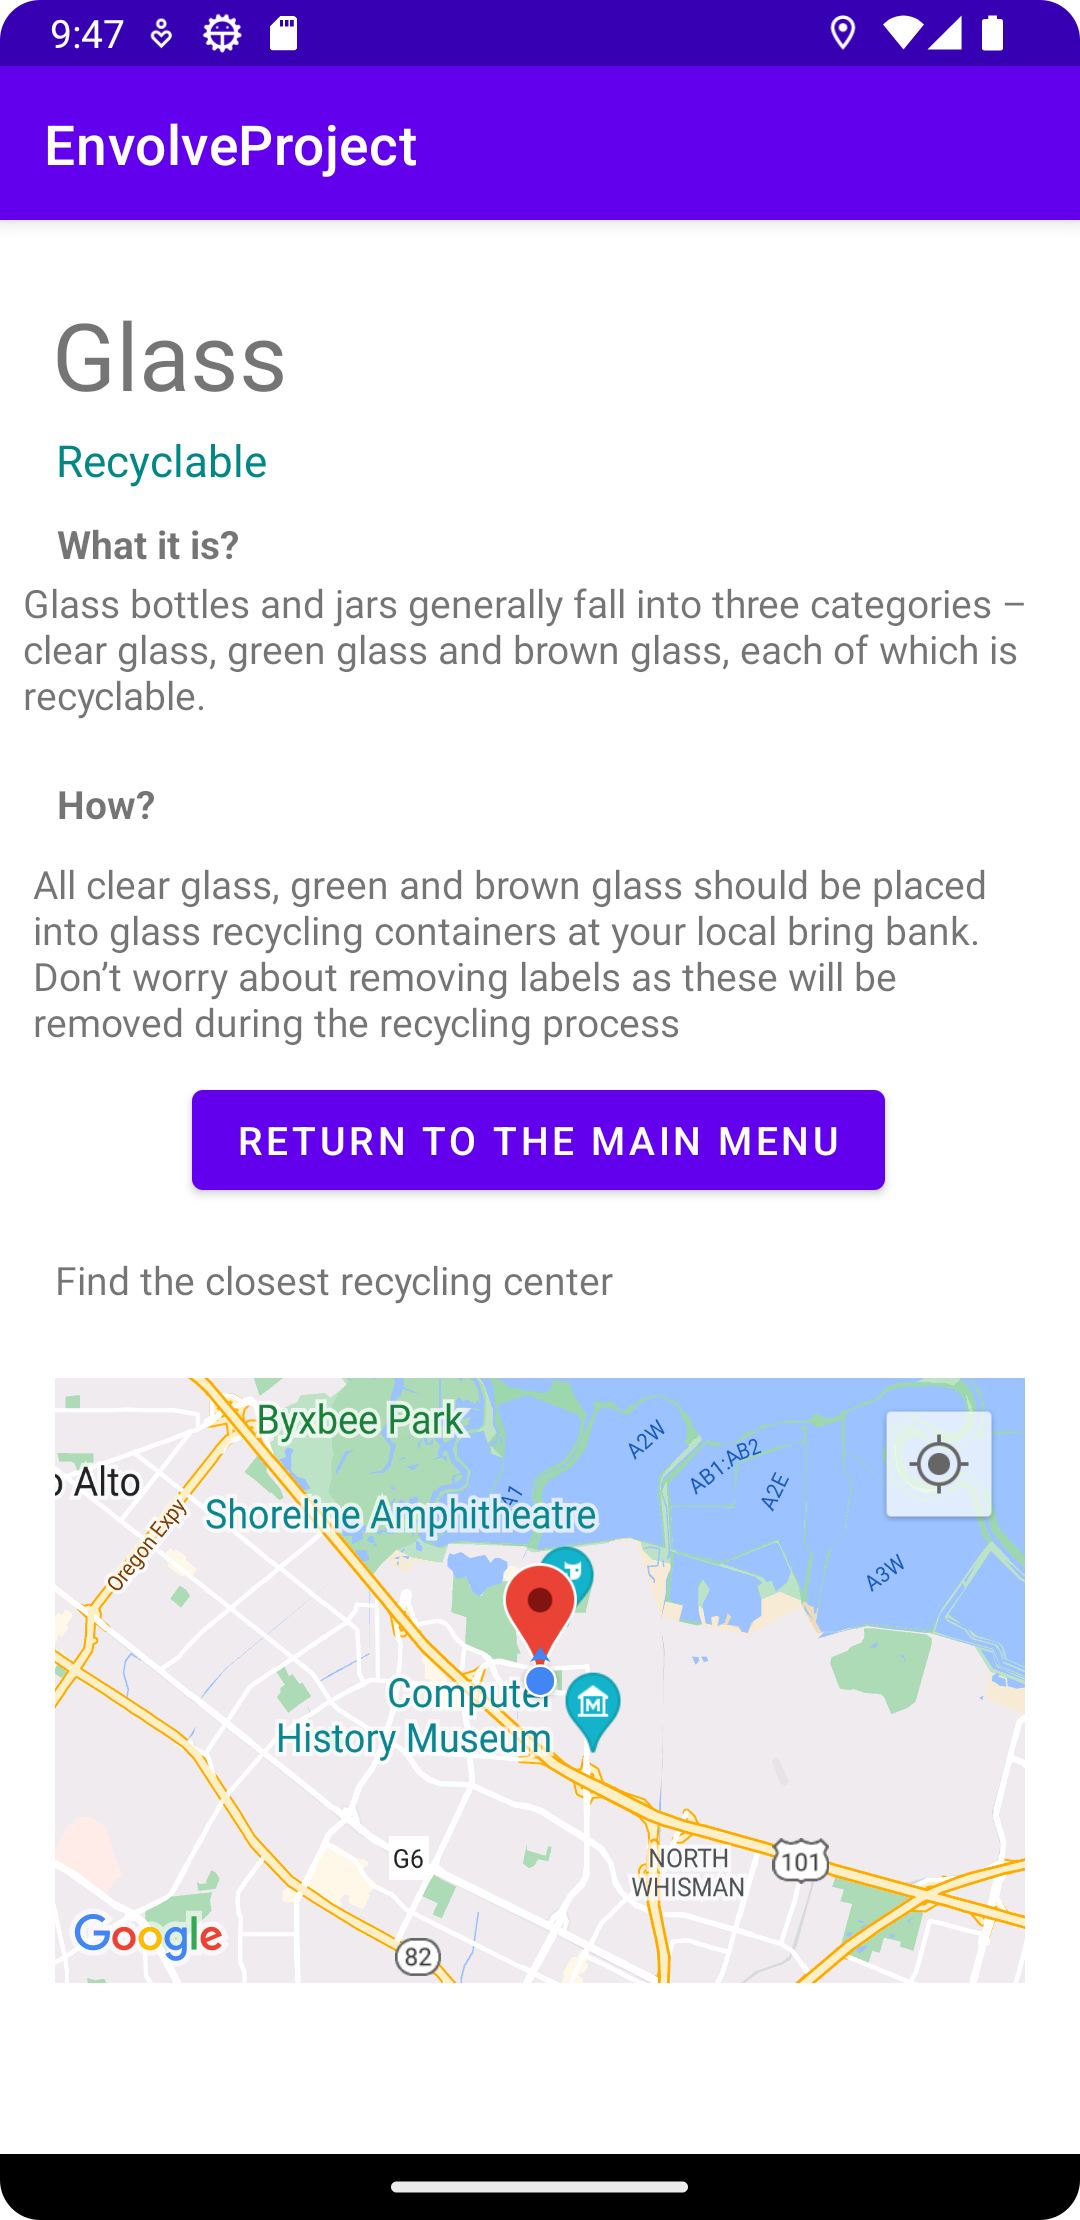 9:47
EnvolveProject
Glass
Recyclable
What it is?
Glass bottles and jars generally fall into three categories –
clear glass, green glass and brown glass, each of which is
recyclable.
How?
All clear glass, green and brown glass should be placed
into glass recycling containers at your local bring bank.
Don’t worry about removing labels as these will be
removed during the recycling process
RETURN TO THE MAIN MENU
Find the closest recycling center
Byxbee Park
A2W
AB1:AB2
A2E
o Alto
A1
Shoreline Amphitheatre
Oregon Expy
A3W
Computer
History Museum
G6
NORTH
WHISMAN
101
Google
82